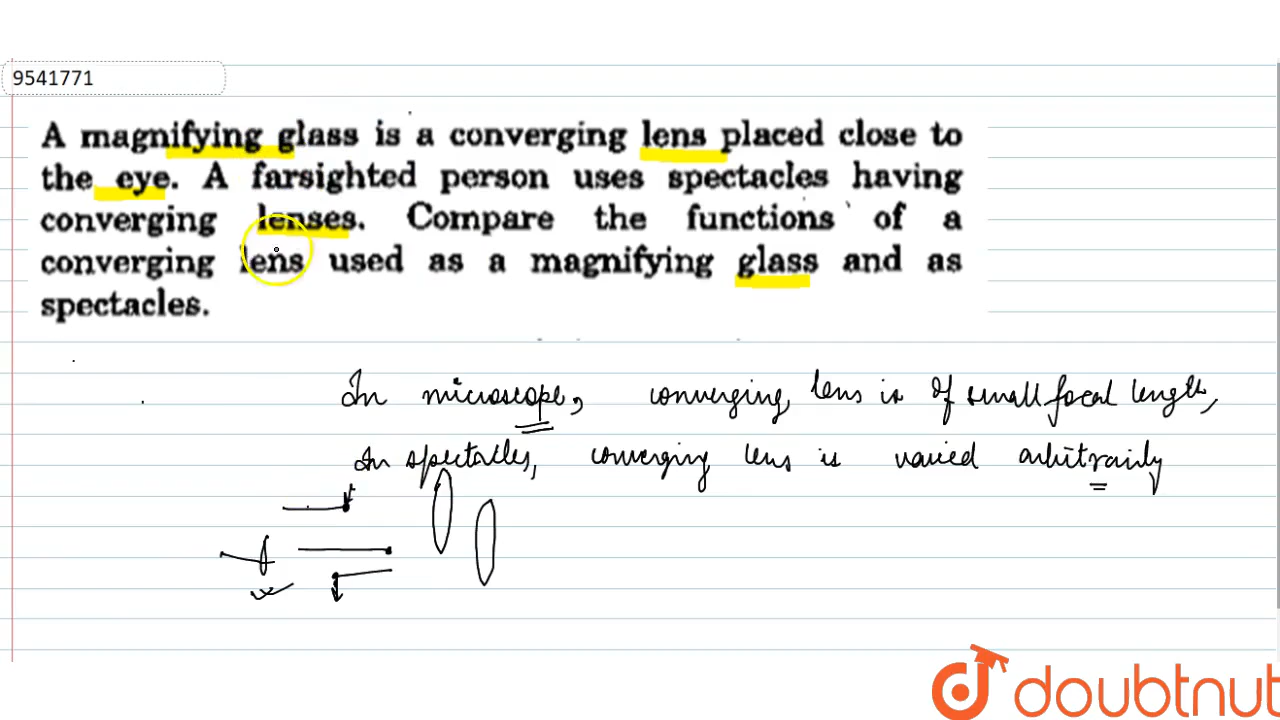 9541771
A magnifying glass is a converging lens placed close to
the eye. A farsighted person uses spectacles having
converging lenses. Compare the functions of a
converging lens used as a magnifying glass and as
spectacles.
In microscope, converging lens is of small focal length,
In spectacles, converging lens is varied arbitrarily
doubtnut